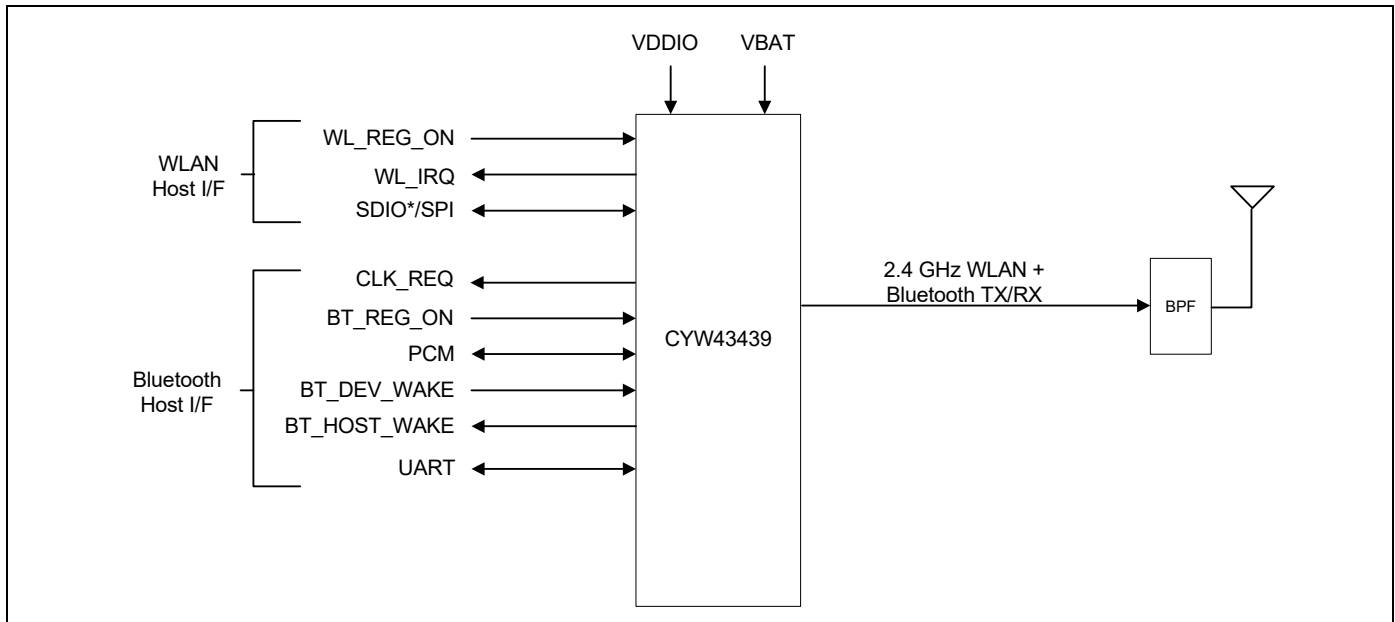 VDDIO VBAT
WLAN
Host I/F
WL_REG_ON
WL_IRQ
SDIO*/SPI
Bluetooth
Host I/F
CLK_REQ
BT_REG_ON
PCM
BT_DEV_WAKE
BT_HOST_WAKE
UART
CYW43439
2.4 GHz WLAN +
Bluetooth TX/RX
BPF